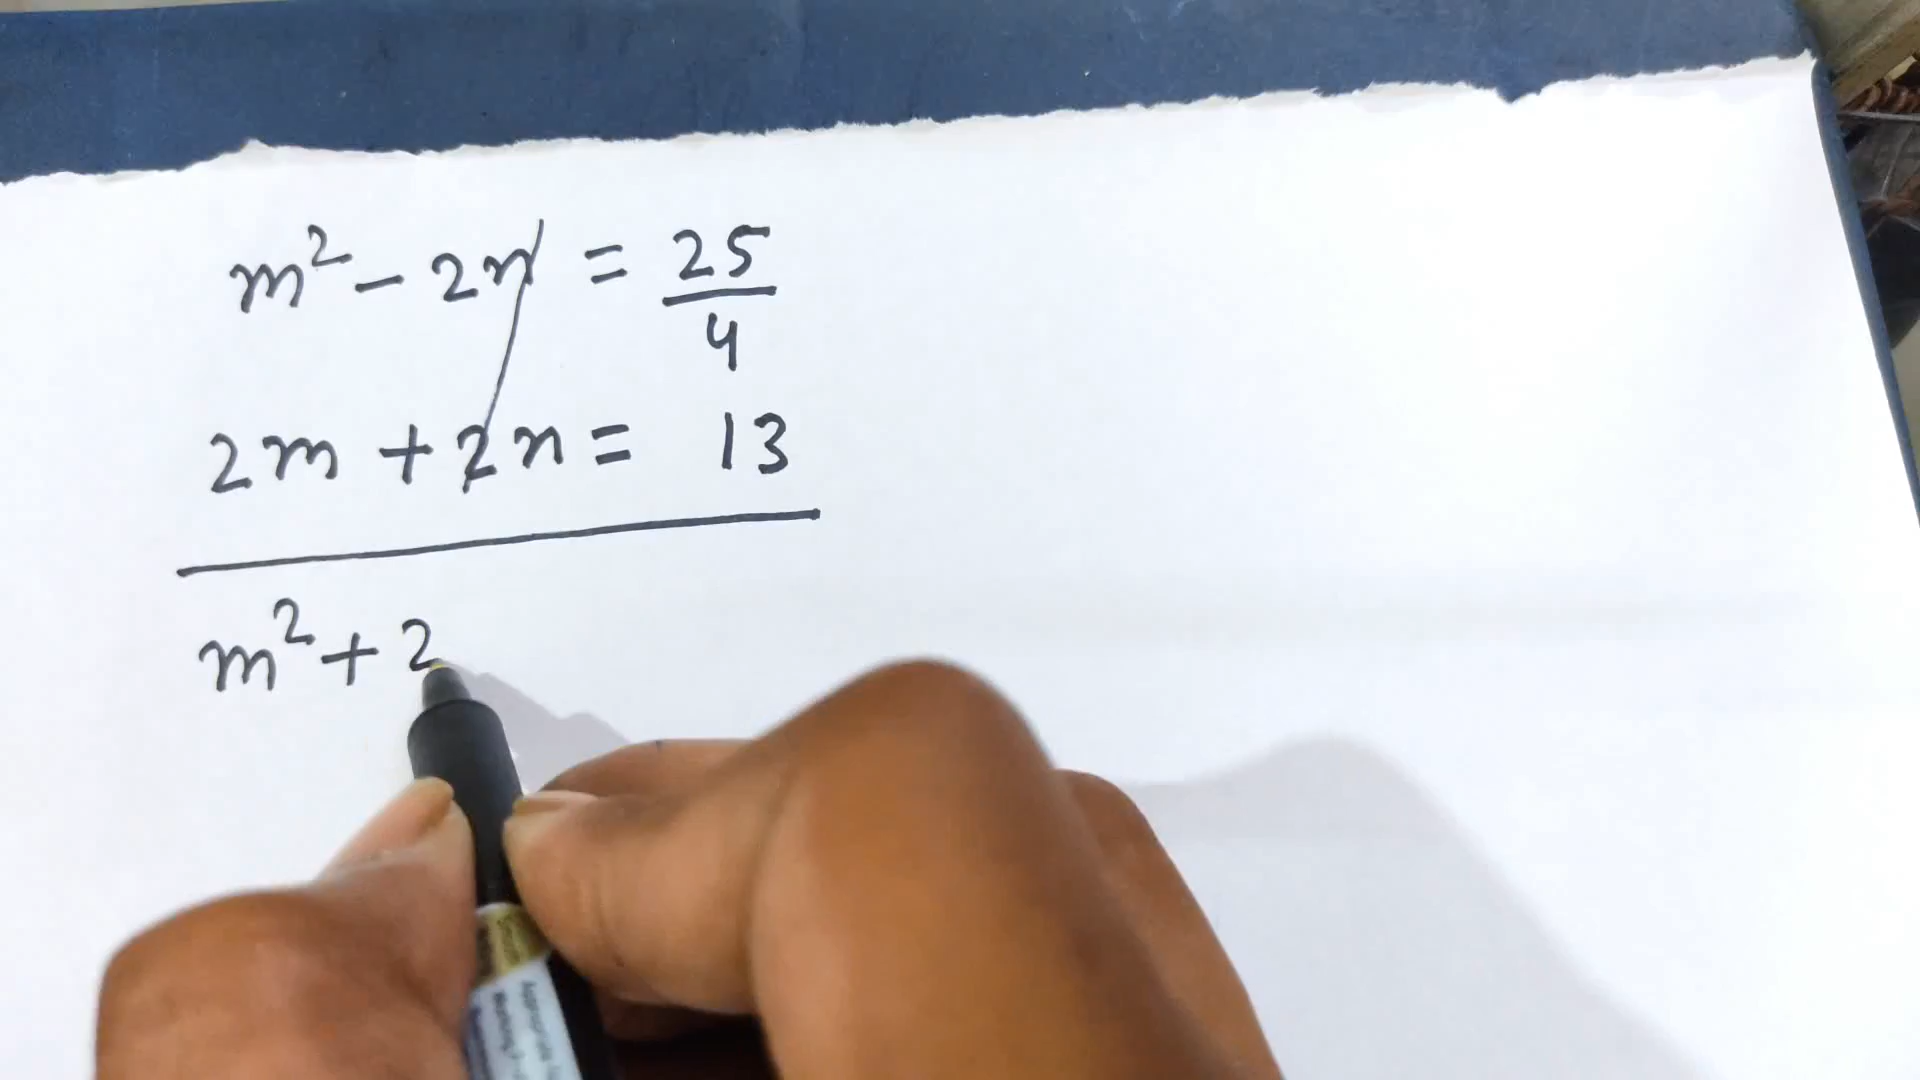 m² - 2n = 25/4
2m + 2n = 13
m² + 2